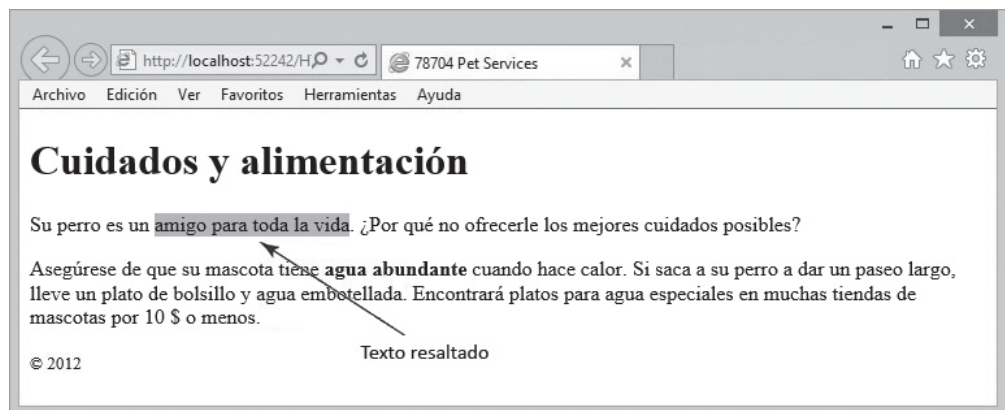 http://localhost:52242/H
78704 Pet Services
Archivo Edición Ver Favoritos Herramientas Ayuda
Cuidados y alimentación
Su perro es un amigo para toda la vida. ¿Por qué no ofrecerle los mejores cuidados posibles?
Asegúrese de que su mascota tiene agua abundante cuando hace calor. Si saca a su perro a dar un paseo largo,
lleve un plato de bolsillo y agua embotellada. Encontrará platos para agua especiales en muchas tiendas de
mascotas por 10 $ o menos.
Texto resaltado
© 2012